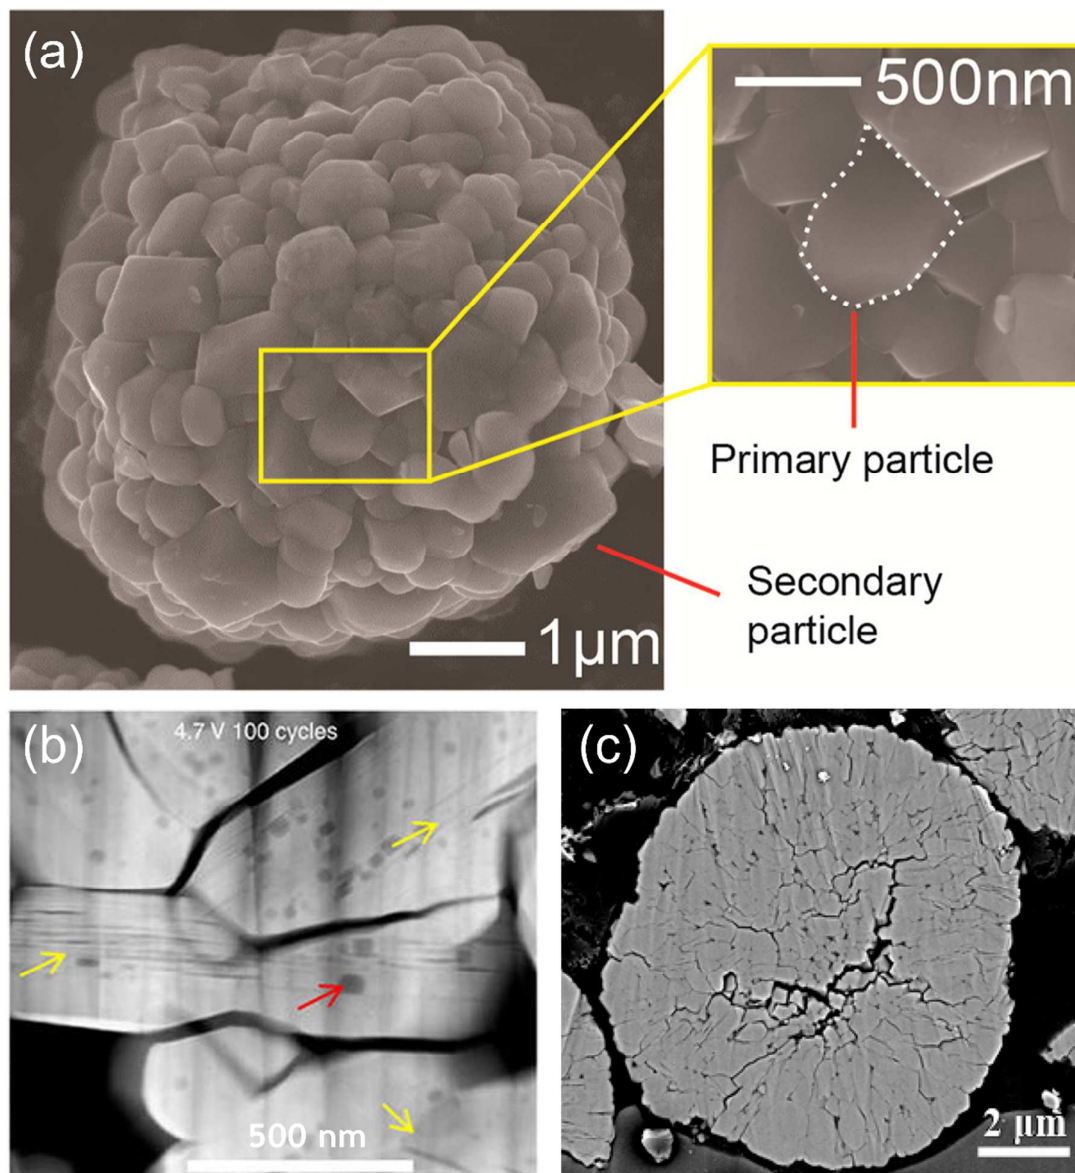 (a)
500nm
Primary particle
Secondary
particle
1µm
(b)
4.7 V 100 cycles
500 nm
(c)
2 µm